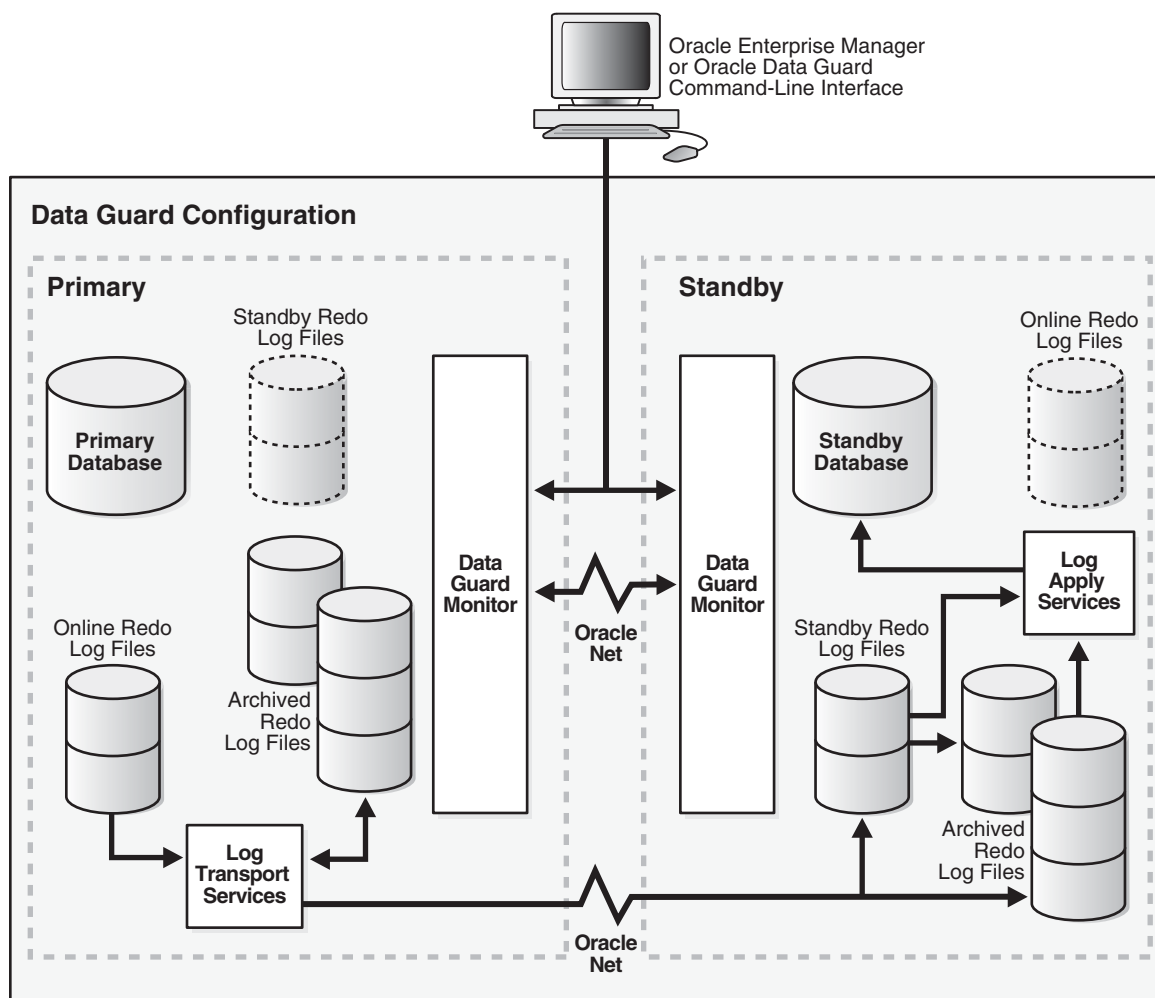 Oracle Enterprise Manager
or Oracle Data Guard
Command-Line Interface
Data Guard Configuration
Primary
Standby Redo
Log Files
Primary
Database
Data
Guard
Monitor
Online Redo
Log Files
Archived
Redo
Log Files
Log
Transport
Services
Oracle
Net
Oracle
Net
Standby
Online Redo
Log Files
Standby
Database
Data
Guard
Monitor
Log
Apply
Services
Standby Redo
Log Files
Archived
Redo
Log Files